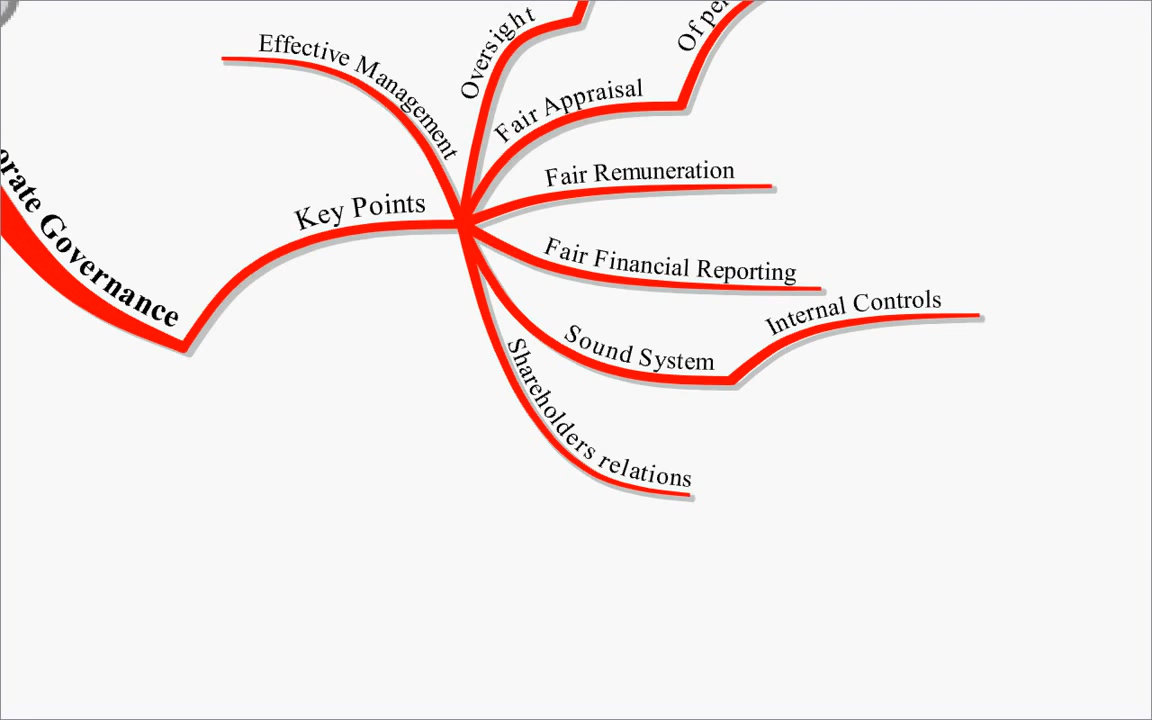 Governance
Key Points
Effective Management
Oversight
Fair Appraisal
Fair Remuneration
Fair Financial Reporting
Sound System
Internal Controls
Shareholders relations